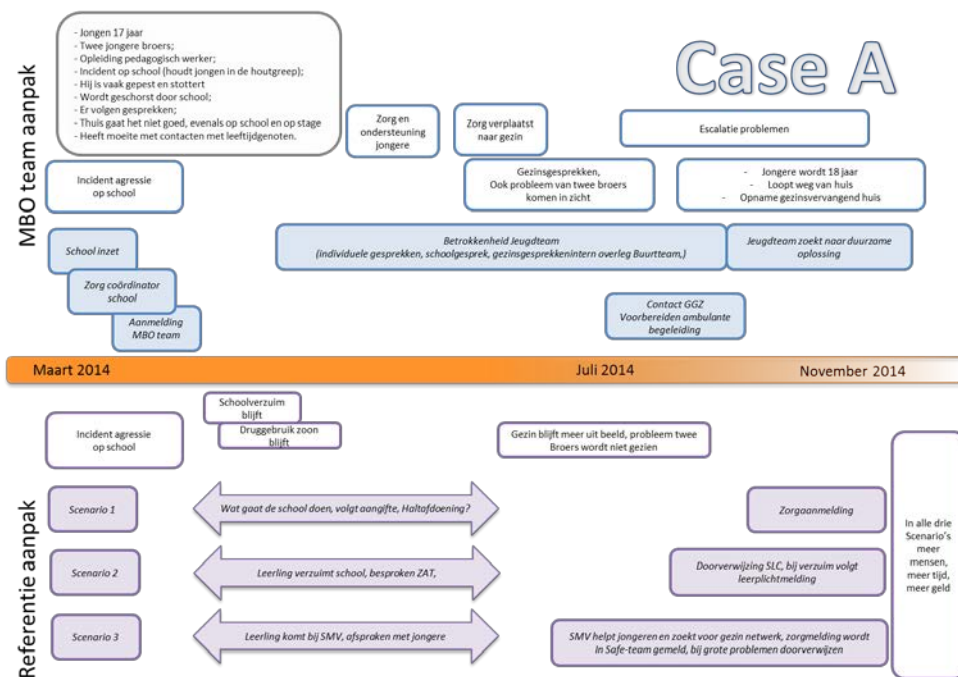 MBO team aanpak
- Jongen 17 jaar
- Twee jongere broers;
- Opleiding pedagogisch werker;
- Incident op school (houdt jongen in de houtgreep);
- Hij is vaak gepest en stottert
- Wordt geschorst door school;
- Er volgen gesprekken;
- Thuis gaat het niet goed, evenals op school en op stage
- Heeft moeite met contacten met leeftijdgenoten.
Case A
Zorg en
ondersteuning
jongere
Zorg verplaatst
naar gezin
Escalatie problemen
Incident agressie
op school
Gezinsgesprekken,
Ook probleem van twee broers
komen in zicht
- Jongere wordt 18 jaar
- Loopt weg van huis
- Opname gezinsvervangend huis
School inzet
Zorg coördinator
school
Aanmelding
MBO team
Betrokkenheid Jeugdteam
(individuele gesprekken, schoolgesprek, gezinsgesprekkenintern overleg Buurtteam,)
Jeugdteam zoekt naar duurzame
oplossing
Contact GGZ
Voorbereiden ambulante
begeleiding
Maart 2014
Juli 2014
November 2014
Referentie aanpak
Incident agressie
op school
Schoolverzuim
blijft
Druggebruik zoon
blijft
Gezin blijft meer uit beeld, probleem twee
Broers wordt niet gezien
Scenario 1
Wat gaat de school doen, volgt aangifte, Haltafdoening?
Zorgaanmelding
Scenario 2
Leerling verzuimt school, besproken ZAT,
Doorverwijzing SLC, bij verzuim volgt
leerplichtmelding
Scenario 3
Leerling komt bij SMV, afspraken met jongere
SMV helpt jongeren en zoekt voor gezin netwerk, zorgmelding wordt
In Safe-team gemeld, bij grote problemen doorverwijzen
In alle drie
Scenario's
meer
mensen,
meer tijd,
meer geld